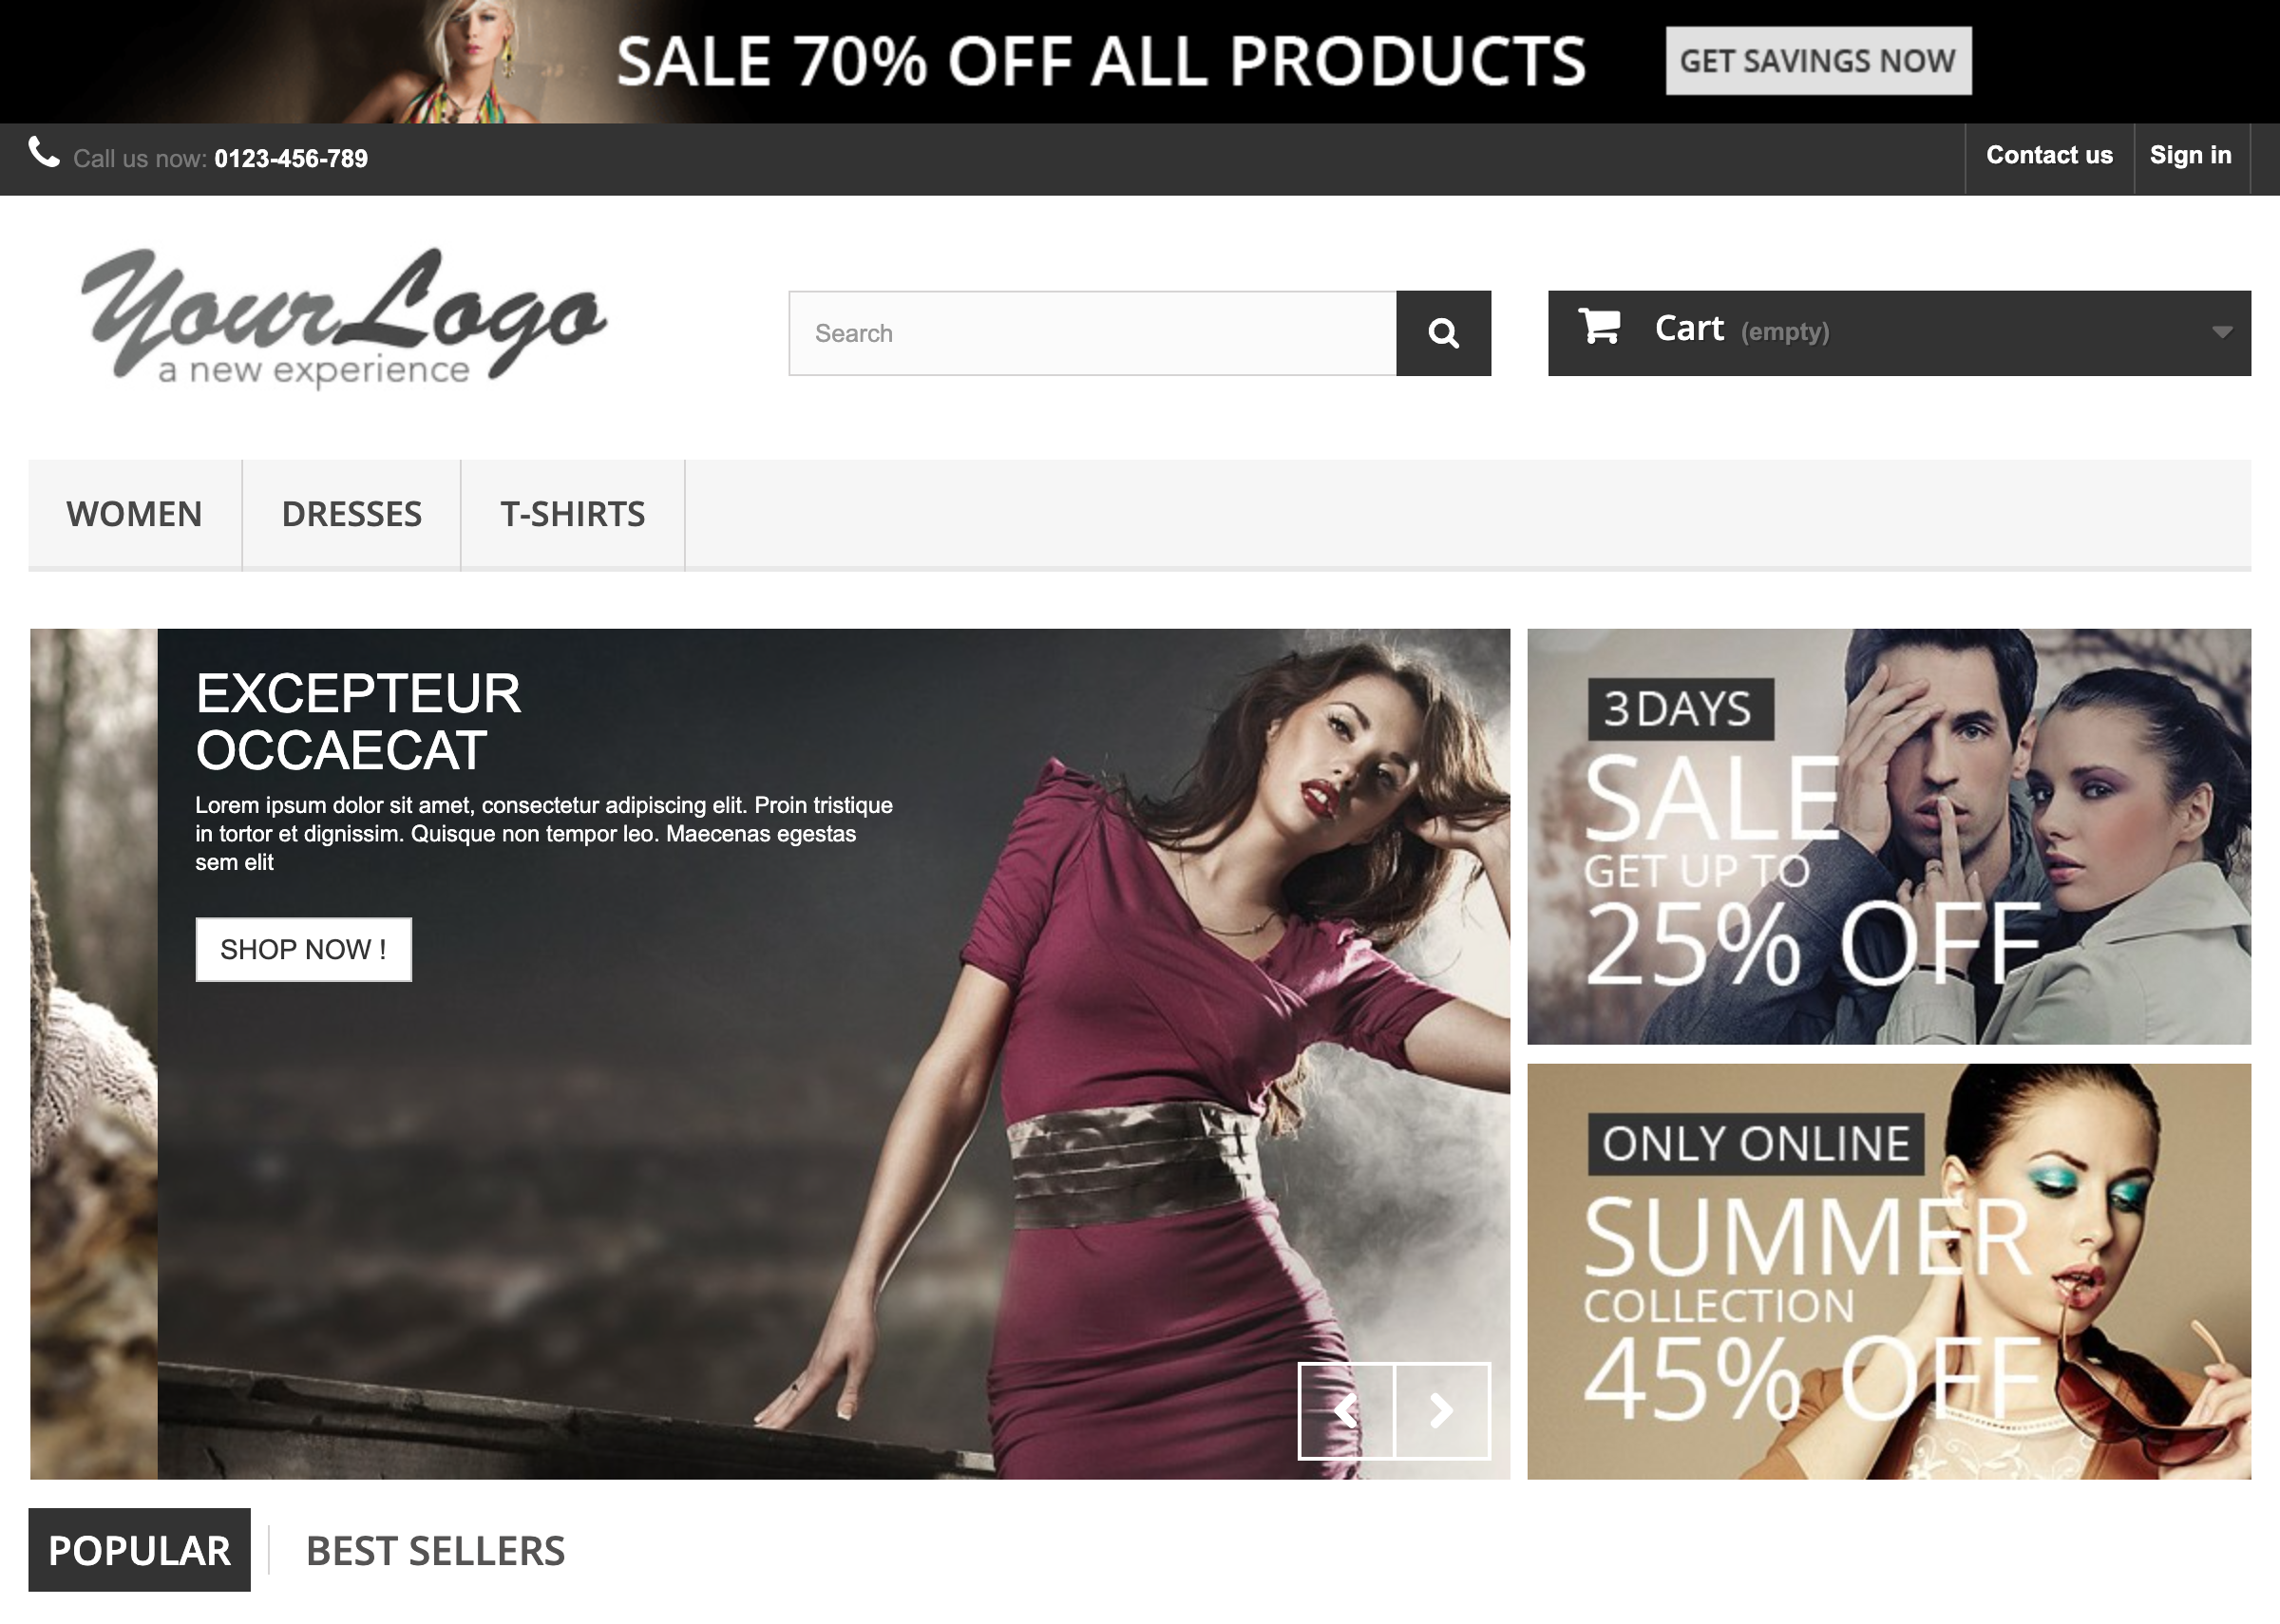 SALE 70% OFF ALL PRODUCTS
GET SAVINGS NOW
Call us now: 0123-456-789
Contact us
Sign in
YourLogo
a new experience
Search
Cart (empty)
WOMEN
DRESSES
T-SHIRTS
EXCEPTEUR
OCCAECAT
Lorem ipsum dolor sit amet, consectetur adipiscing elit. Proin tristique
in tortor et dignissim. Quisque non tempor leo. Maecenas egestas
sem elit
SHOP NOW !
3 DAYS
SALE
GET UP TO
25% OFF
ONLY ONLINE
SUMMER
COLLECTION
45% OFF
POPULAR
BEST SELLERS